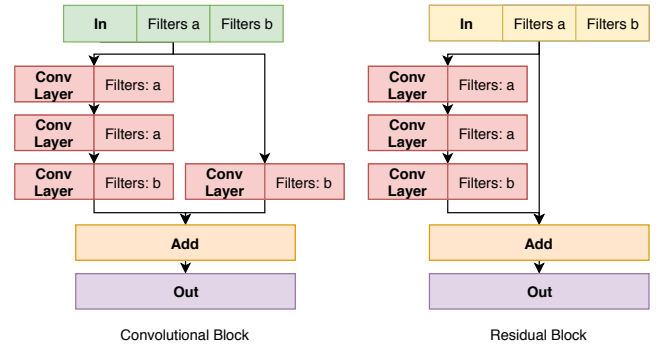 In Filters a Filters b
Conv Layer Filters: a
Conv Layer Filters: a
Conv Layer Filters: b
Conv Layer Filters: b
Add
Out
Convolutional Block
In Filters a Filters b
Conv Layer Filters: a
Conv Layer Filters: a
Conv Layer Filters: b
Add
Out
Residual Block